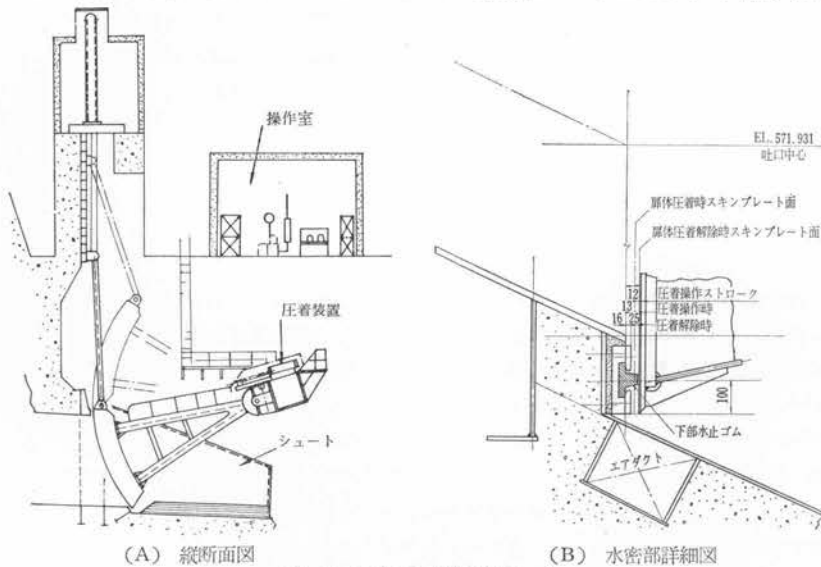 操作室
圧着装置
シュート
(A) 縦断面図
EL. 571.931
吐口中心
扉体圧着時スキンプレート面
扉体圧着解除時スキンプレート面
12 圧着操作ストローク
13 圧着操作時
16 25 圧着解除時
100
下部水止ゴム
エアダクト
(B) 水密部詳細図